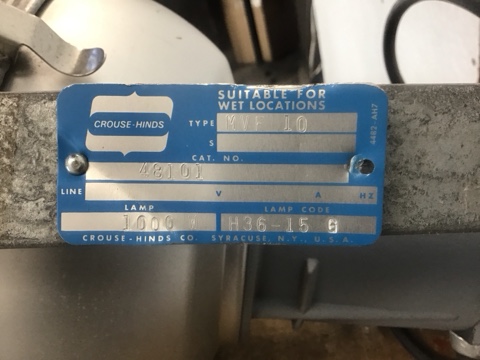 SUITABLE FOR
WET LOCATIONS
CROUSE-HINDS
TYPE MVF 10
S
CAT. NO.
48101
LINE V A HZ
LAMP LAMP CODE
1000 W H36-15 G
CROUSE-HINDS CO. SYRACUSE, N.Y., U.S.A.
4482-AH7